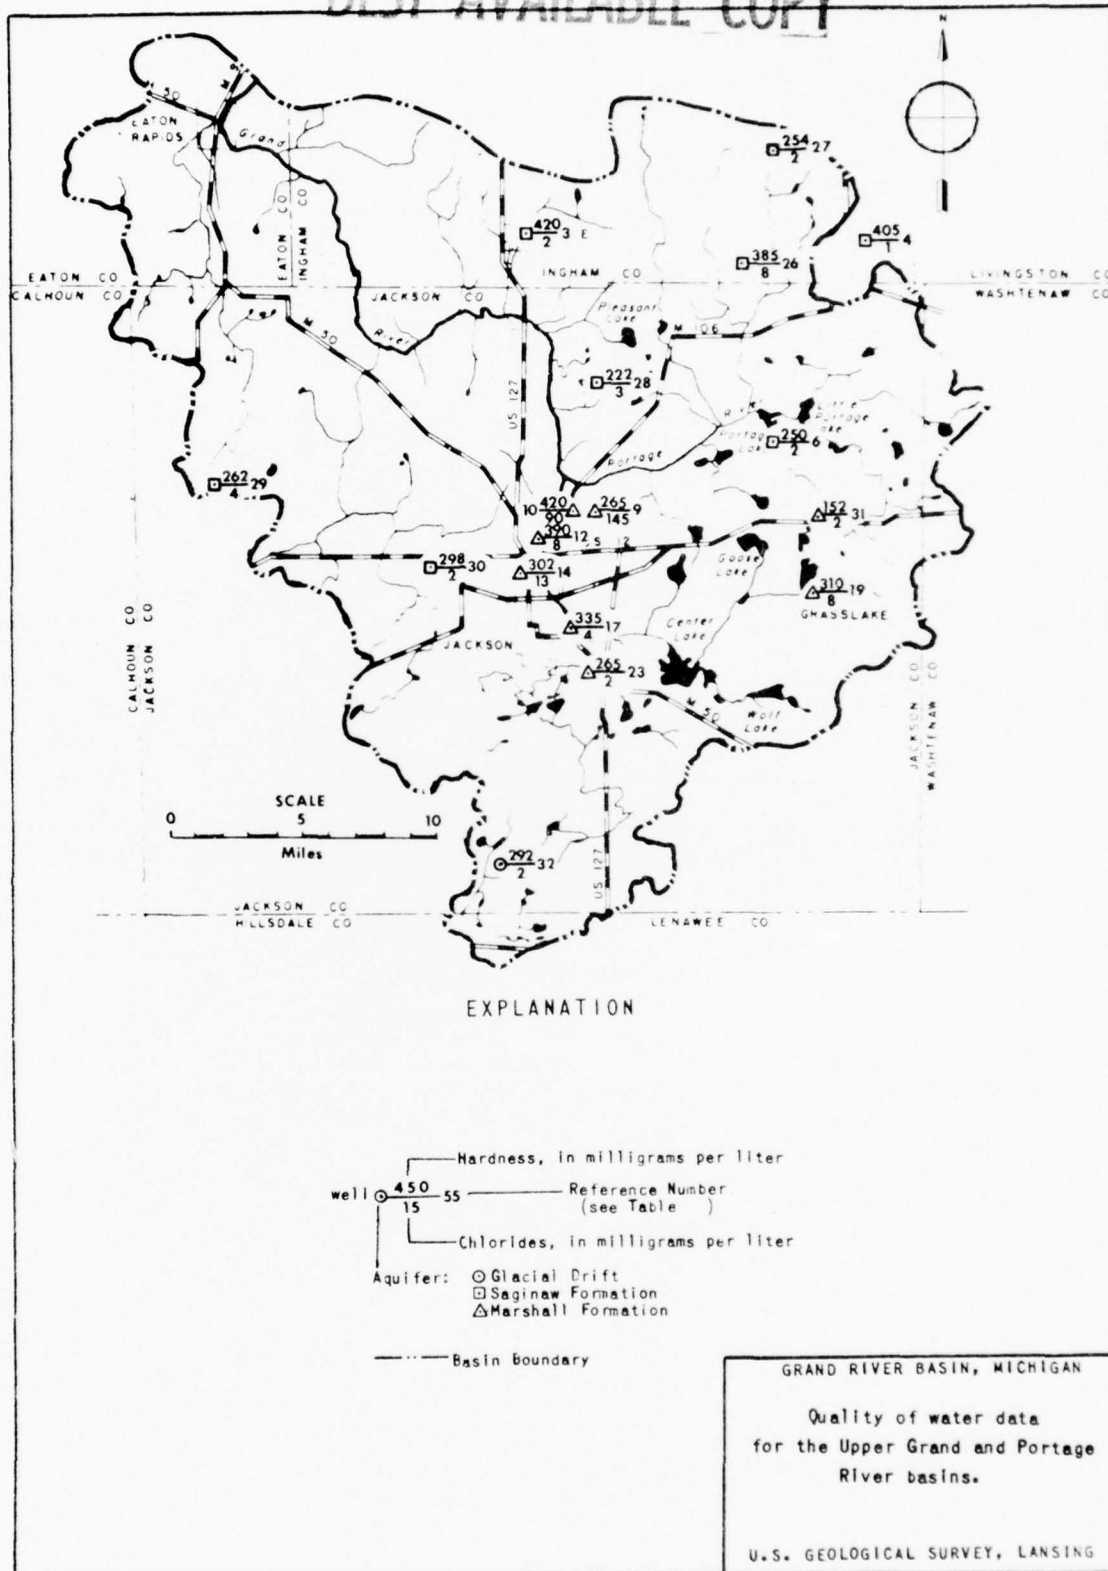 BEST AVAILABLE COPY
N
M 50
M 99
EATON
RAPIDS
Grand
254
2
27
EATON CO
INGHAM CO
420
2
3
E
405
1
4
385
8
26
EATON CO
CALHOUN CO
INGHAM CO
JACKSON CO
LIVINGSTON CO
WASHTENAW CO
M 50
River
Pleasant
Lake
M 106
US 127
222
3
28
River
Little
Portage
Lake
Portage
Lake
250
2
6
Portage
262
4
29
10
420
90
265
145
9
152
2
31
390
8
12
298
2
30
302
13
14
Goose
Lake
310
8
19
GRASSLAKE
335
4
17
Center
Lake
JACKSON
265
2
23
CALHOUN CO
JACKSON CO
M 50
Wolf
Lake
JACKSON CO
WASHTENAW CO
SCALE
0 5 10
Miles
292
2
32
US 127
JACKSON CO
HILLSDALE CO
LENAWEE CO
EXPLANATION
Hardness, in milligrams per liter
well 450 55 Reference Number
15 (see Table )
Chlorides, in milligrams per liter
Aquifer: Glacial Drift
Saginaw Formation
Marshall Formation
Basin Boundary
GRAND RIVER BASIN, MICHIGAN
Quality of water data
for the Upper Grand and Portage
River basins.
U.S. GEOLOGICAL SURVEY, LANSING